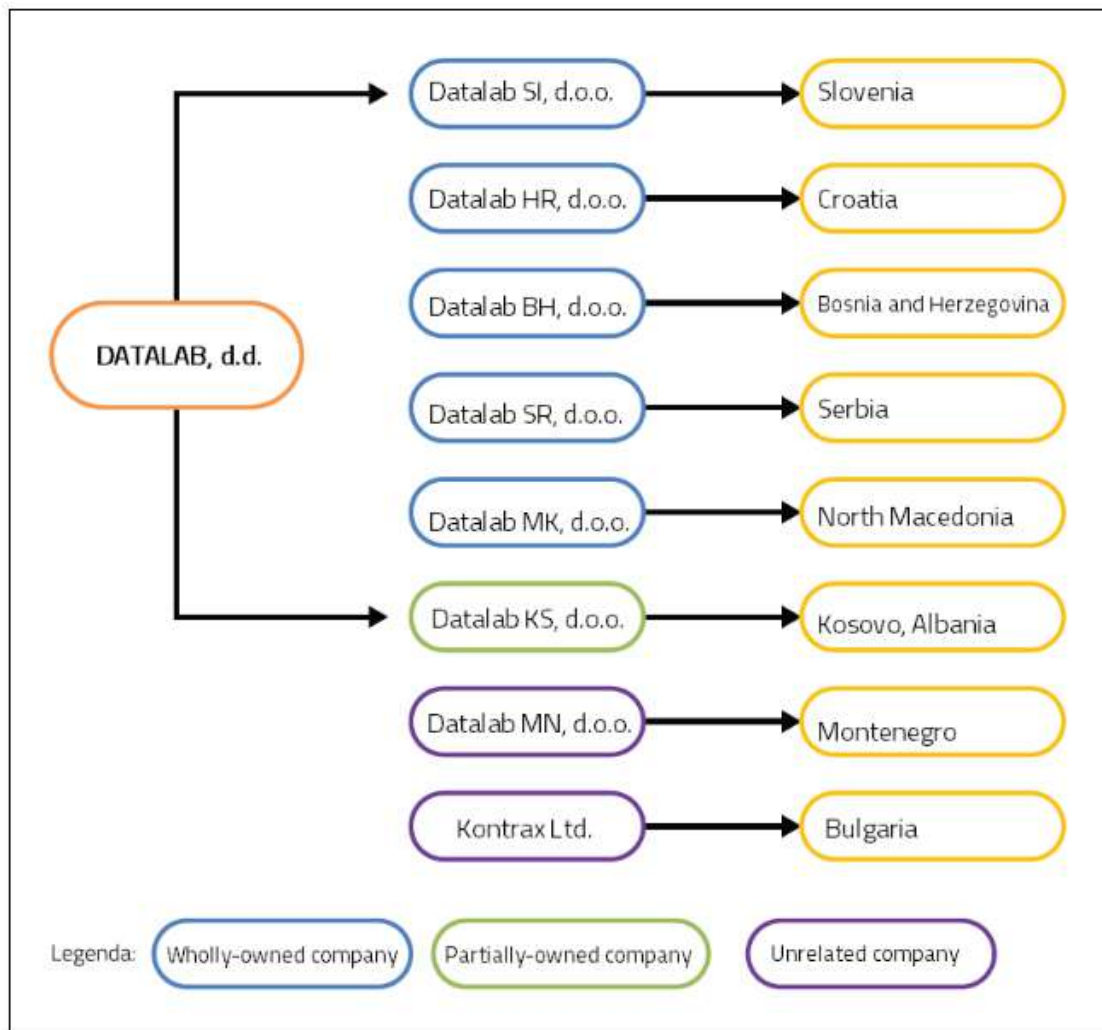 Datalab SI, d.o.o.
Slovenia
Datalab HR, d.o.o.
Croatia
Datalab BH, d.o.o.
Bosnia and Herzegovina
DATALAB, d.d.
Datalab SR, d.o.o.
Serbia
Datalab MK, d.o.o.
North Macedonia
Datalab KS, d.o.o.
Kosovo, Albania
Datalab MN, d.o.o.
Montenegro
Kontrax Ltd.
Bulgaria
Legenda:
Wholly-owned company
Partially-owned company
Unrelated company